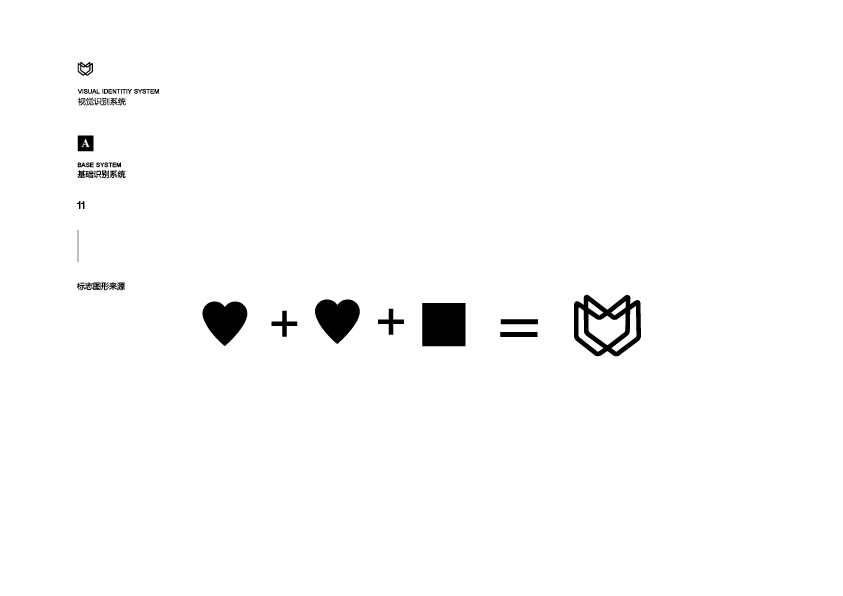 VISUAL IDENTITIY SYSTEM
视觉识别系统
A
BASE SYSTEM
基础识别系统
11
标志图形来源
+ + =